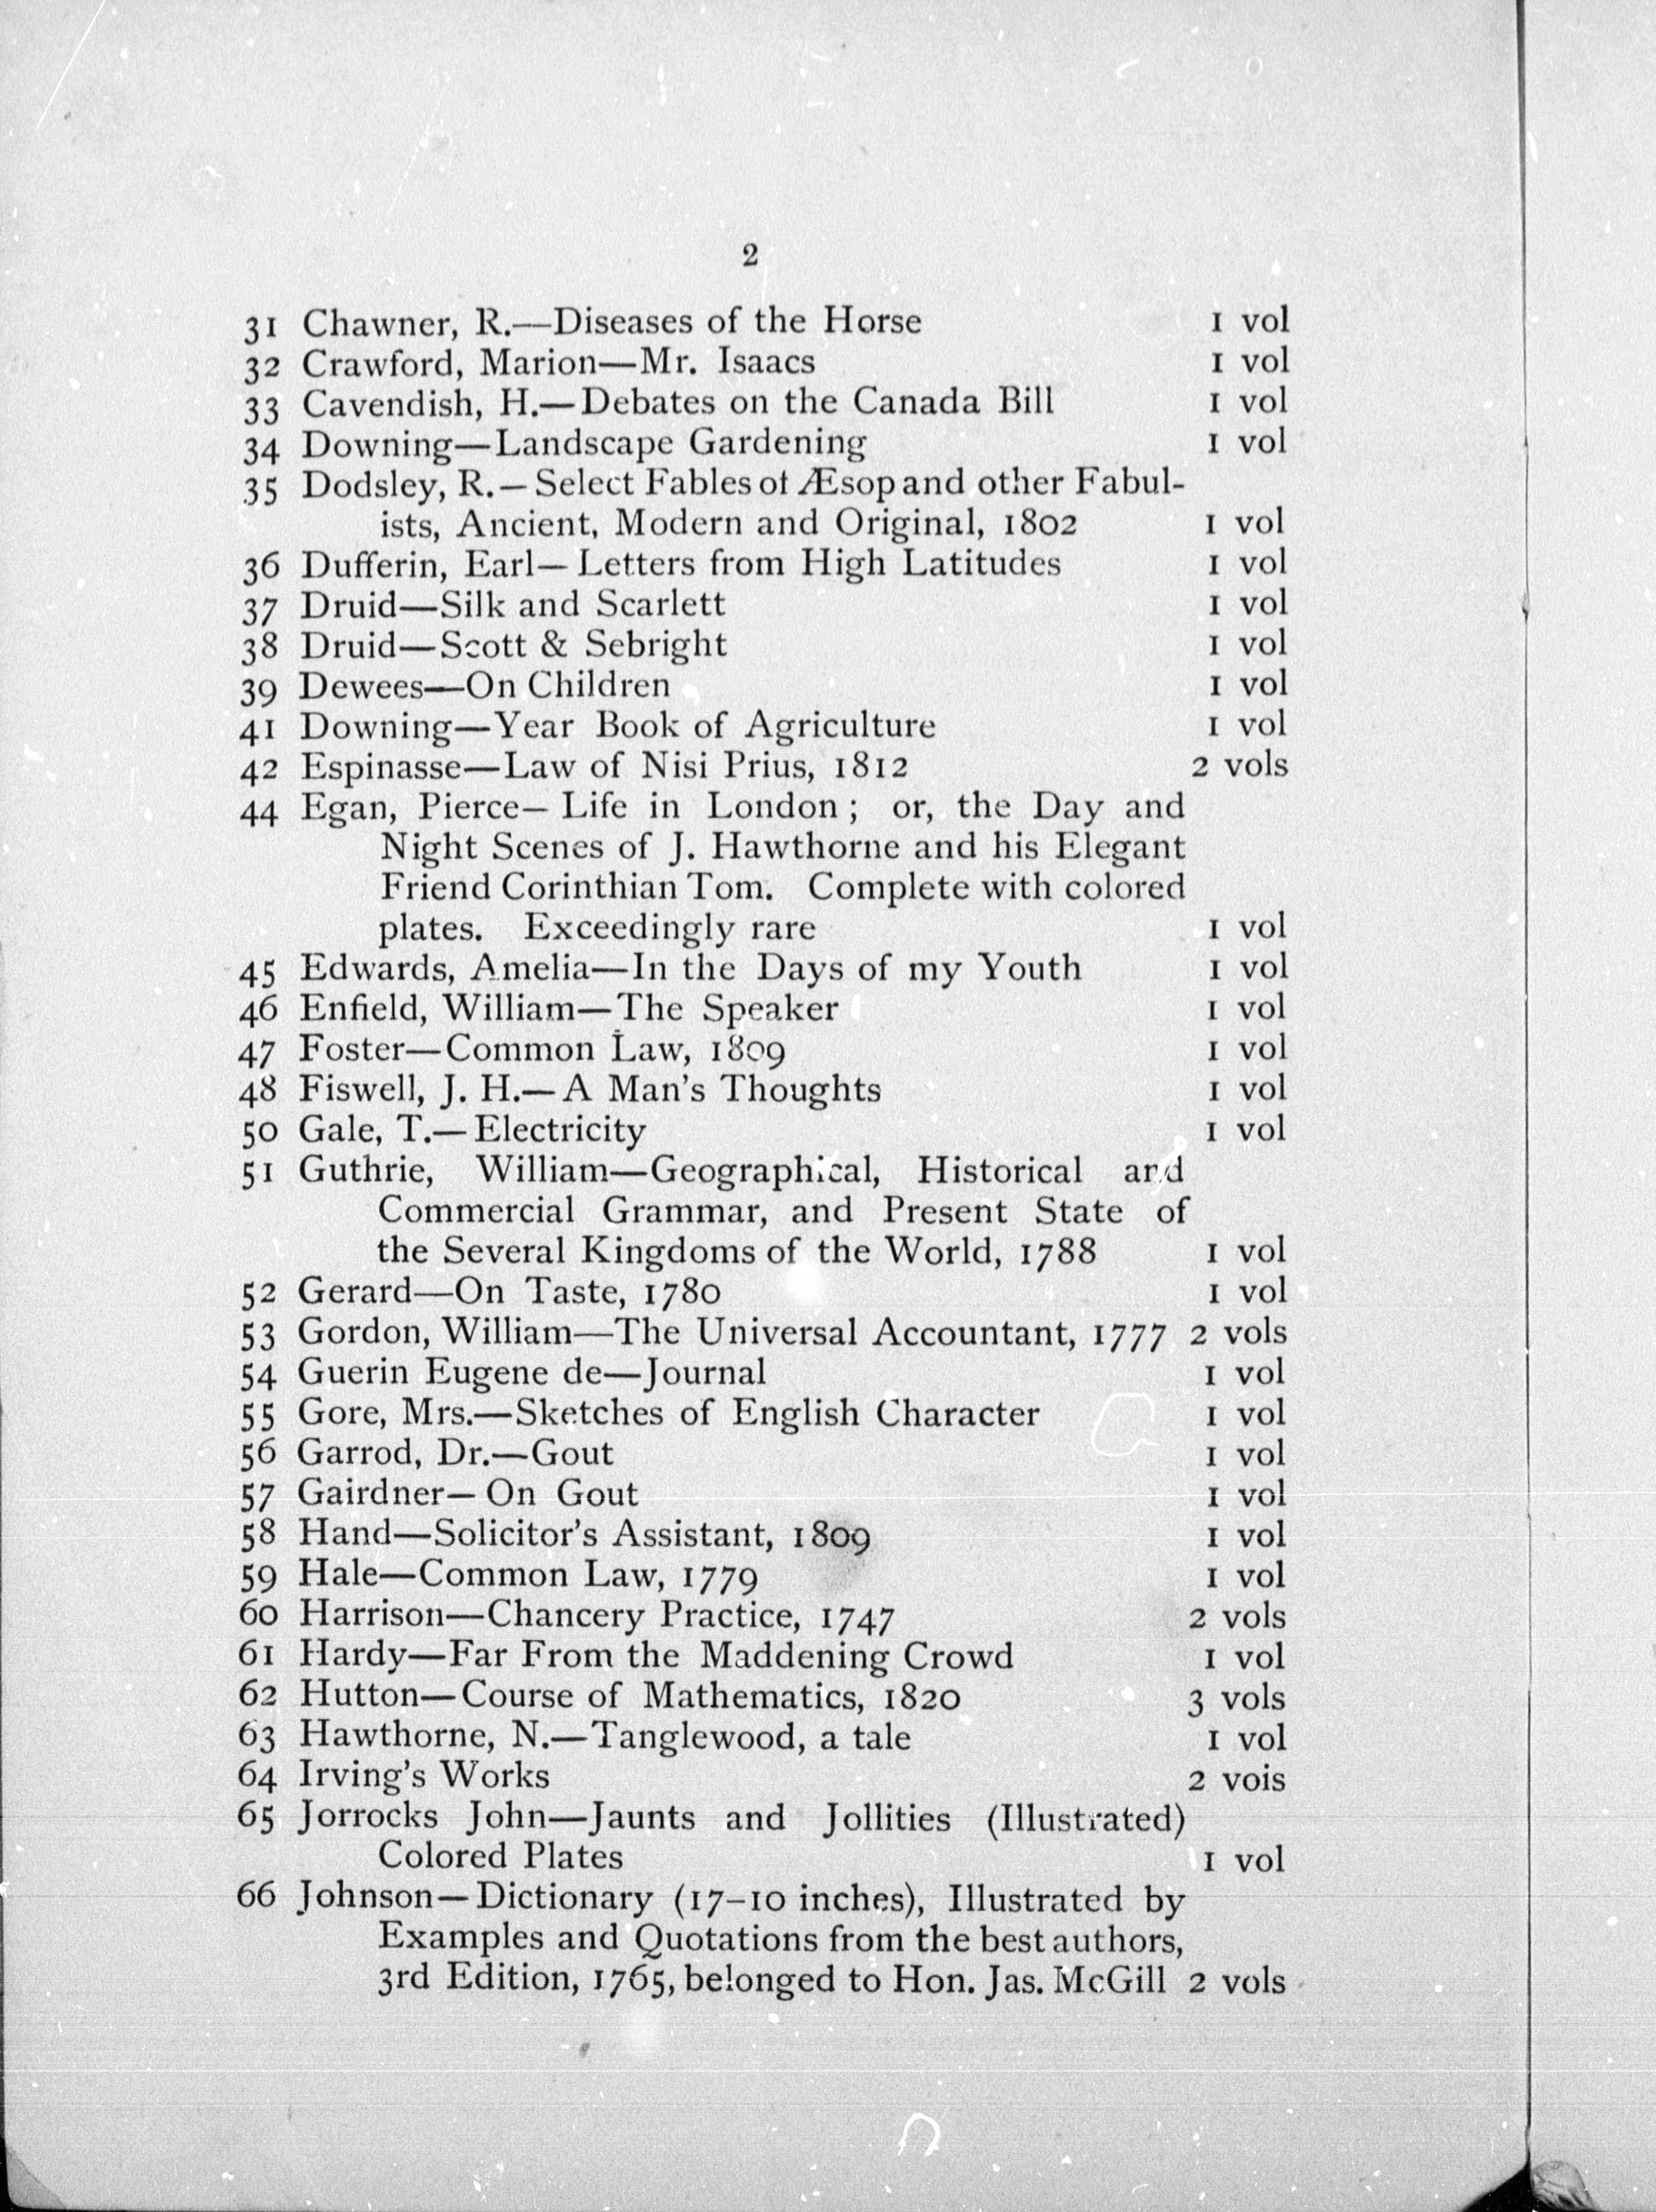 2
31 Chawner, R.—Diseases of the Horse 1 vol
32 Crawford, Marion—Mr. Isaacs 1 vol
33 Cavendish, H.—Debates on the Canada Bill 1 vol
34 Downing—Landscape Gardening 1 vol
35 Dodsley, R.—Select Fables of Æsop and other Fabul-
ists, Ancient, Modern and Original, 1802 1 vol
36 Dufferin, Earl—Letters from High Latitudes 1 vol
37 Druid—Silk and Scarlett 1 vol
38 Druid—Scott & Sebright 1 vol
39 Dewees—On Children 1 vol
41 Downing—Year Book of Agriculture 1 vol
42 Espinasse—Law of Nisi Prius, 1812 2 vols
44 Egan, Pierce—Life in London; or, the Day and
Night Scenes of J. Hawthorne and his Elegant
Friend Corinthian Tom. Complete with colored
plates. Exceedingly rare 1 vol
45 Edwards, Amelia—In the Days of my Youth 1 vol
46 Enfield, William—The Speaker 1 vol
47 Foster—Common Law, 1809 1 vol
48 Fiswell, J. H.—A Man's Thoughts 1 vol
50 Gale, T.—Electricity 1 vol
51 Guthrie, William—Geographical, Historical and
Commercial Grammar, and Present State of
the Several Kingdoms of the World, 1788 1 vol
52 Gerard—On Taste, 1780 1 vol
53 Gordon, William—The Universal Accountant, 1777 2 vols
54 Guerin Eugene de—Journal 1 vol
55 Gore, Mrs.—Sketches of English Character 1 vol
56 Garrod, Dr.—Gout 1 vol
57 Gairdner—On Gout 1 vol
58 Hand—Solicitor's Assistant, 1809 1 vol
59 Hale—Common Law, 1779 1 vol
60 Harrison—Chancery Practice, 1747 2 vols
61 Hardy—Far From the Maddening Crowd 1 vol
62 Hutton—Course of Mathematics, 1820 3 vols
63 Hawthorne, N.—Tanglewood, a tale 1 vol
64 Irving's Works 2 vois
65 Jorrocks John—Jaunts and Jollities (Illustrated)
Colored Plates 1 vol
66 Johnson—Dictionary (17-10 inches), Illustrated by
Examples and Quotations from the best authors,
3rd Edition, 1765, belonged to Hon. Jas. McGill 2 vols